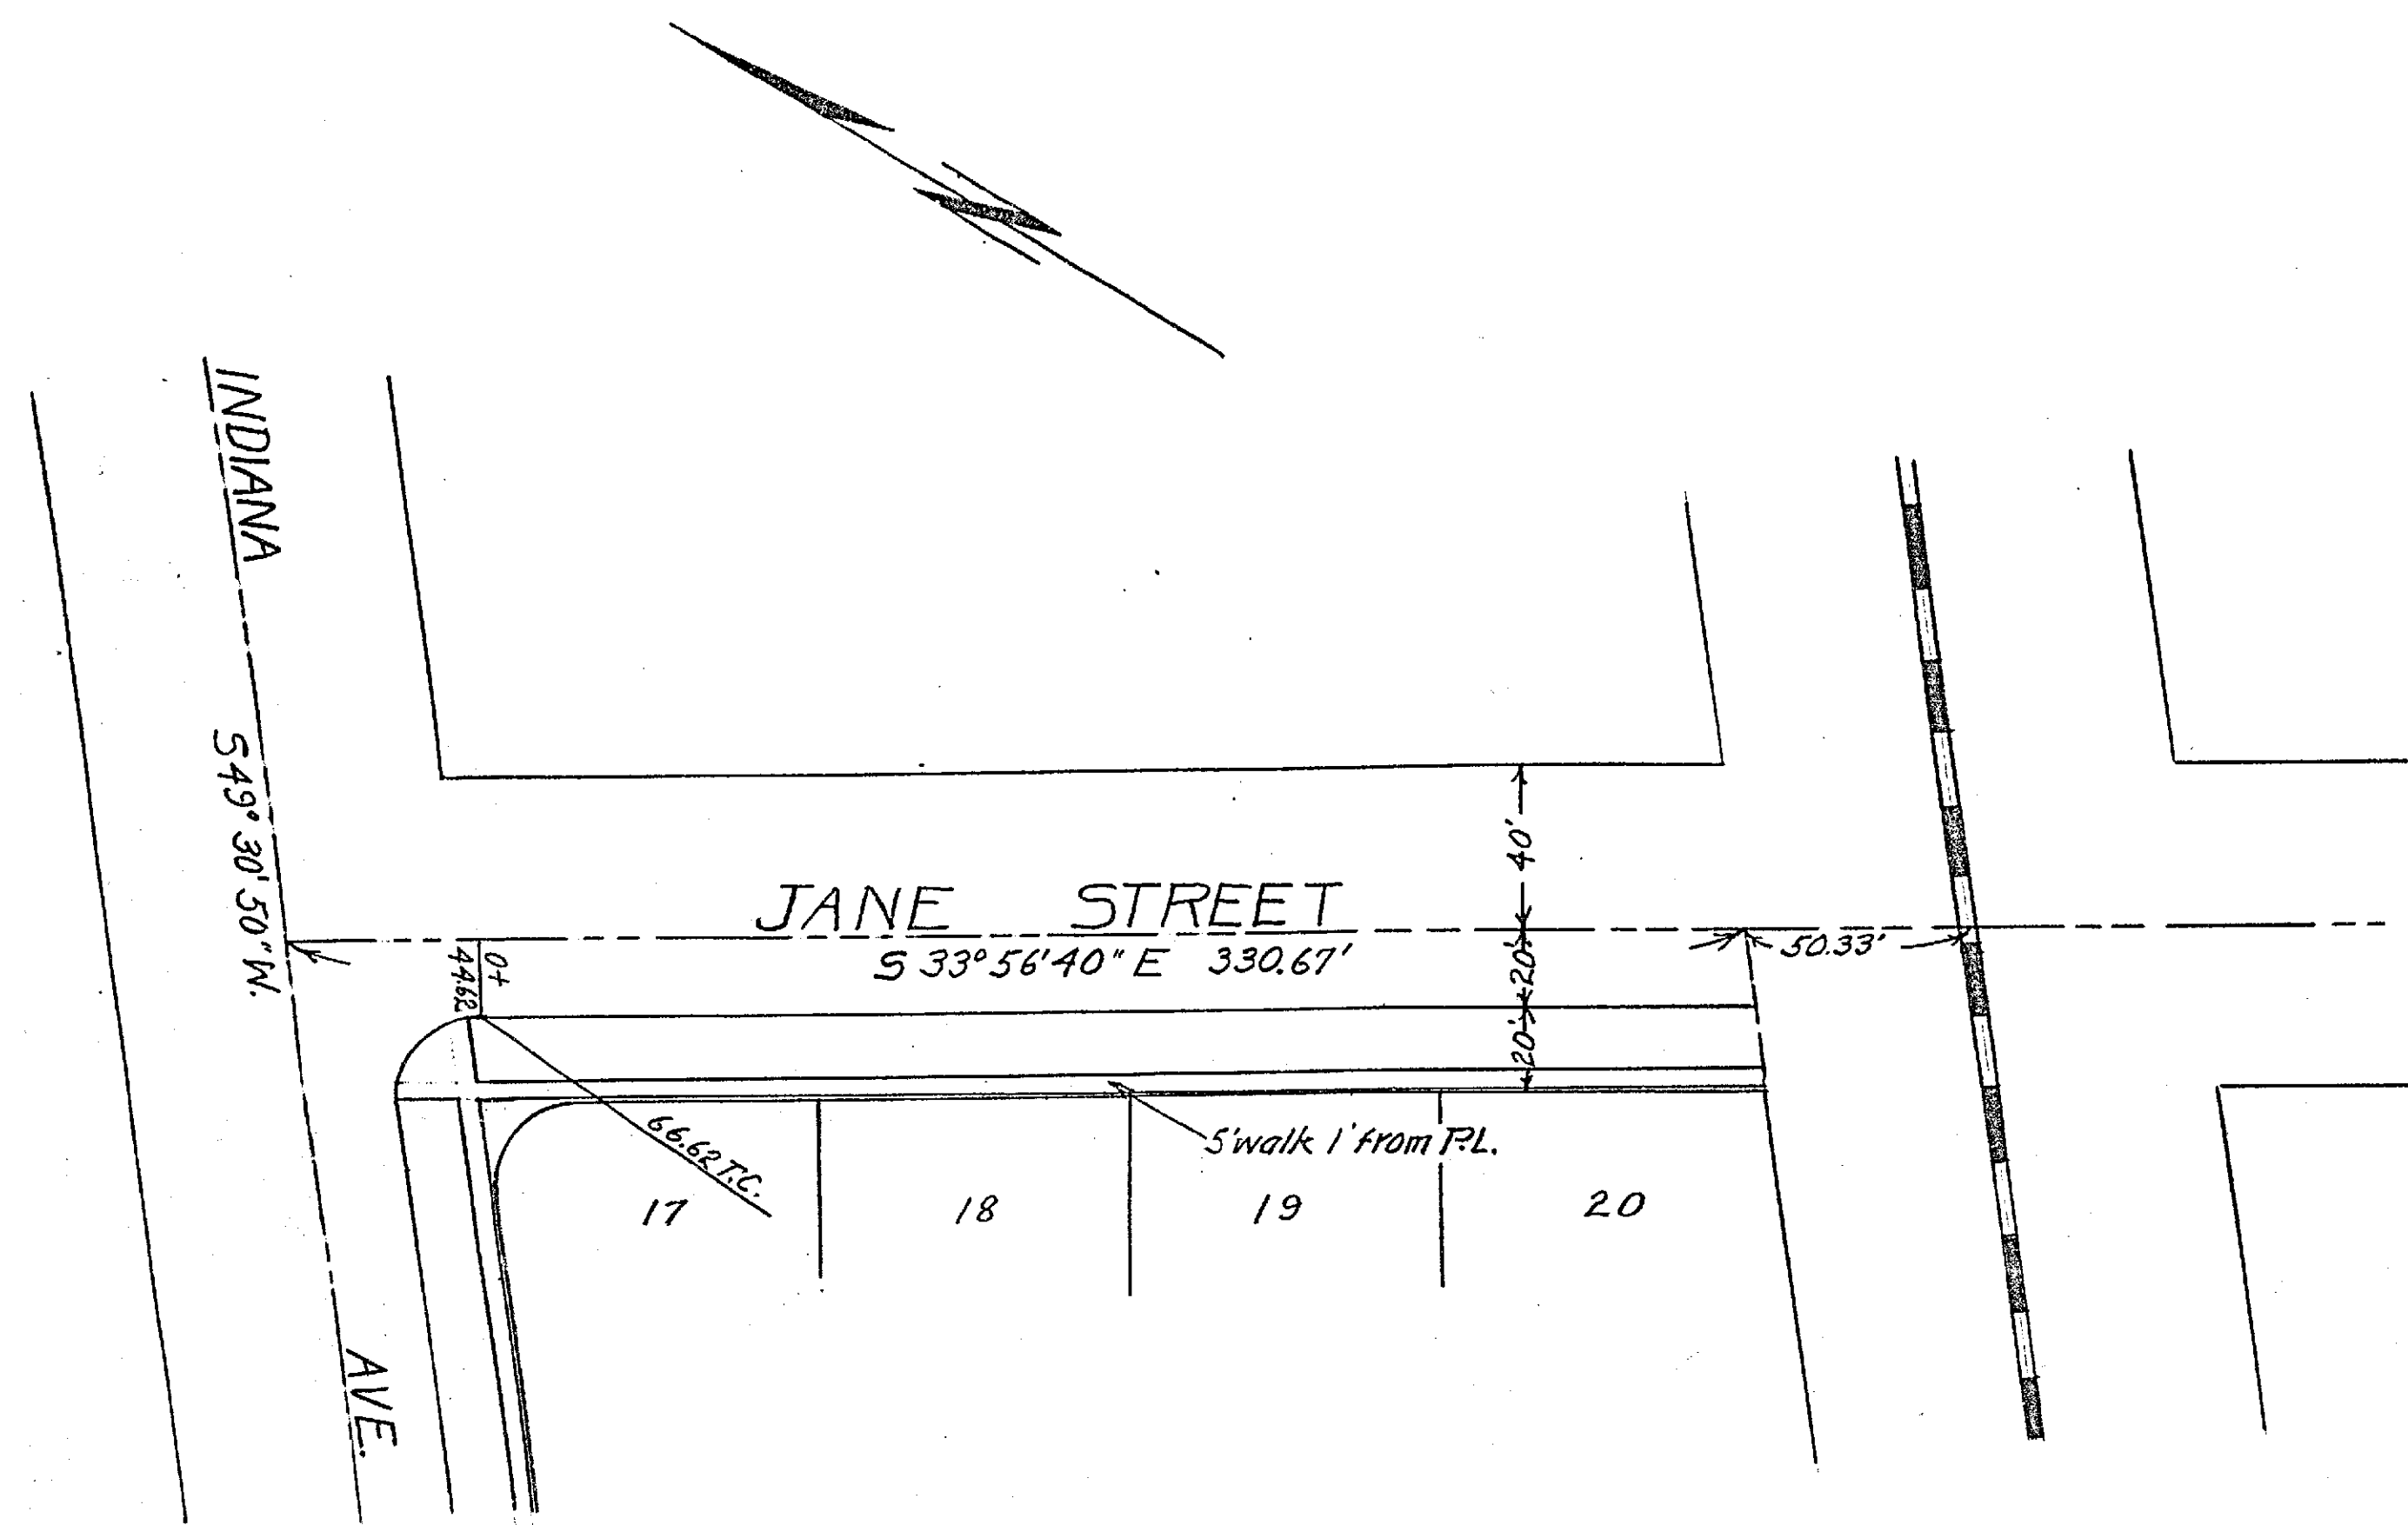 N
INDIANA
S 49° 30' 50" W.
AVE.
JANE STREET
S 33° 56' 40" E 330.67'
0+
44.62
40'
20'
20'
50.33'
66.62 T.C.
5' walk 1' from P.L.
17
18
19
20